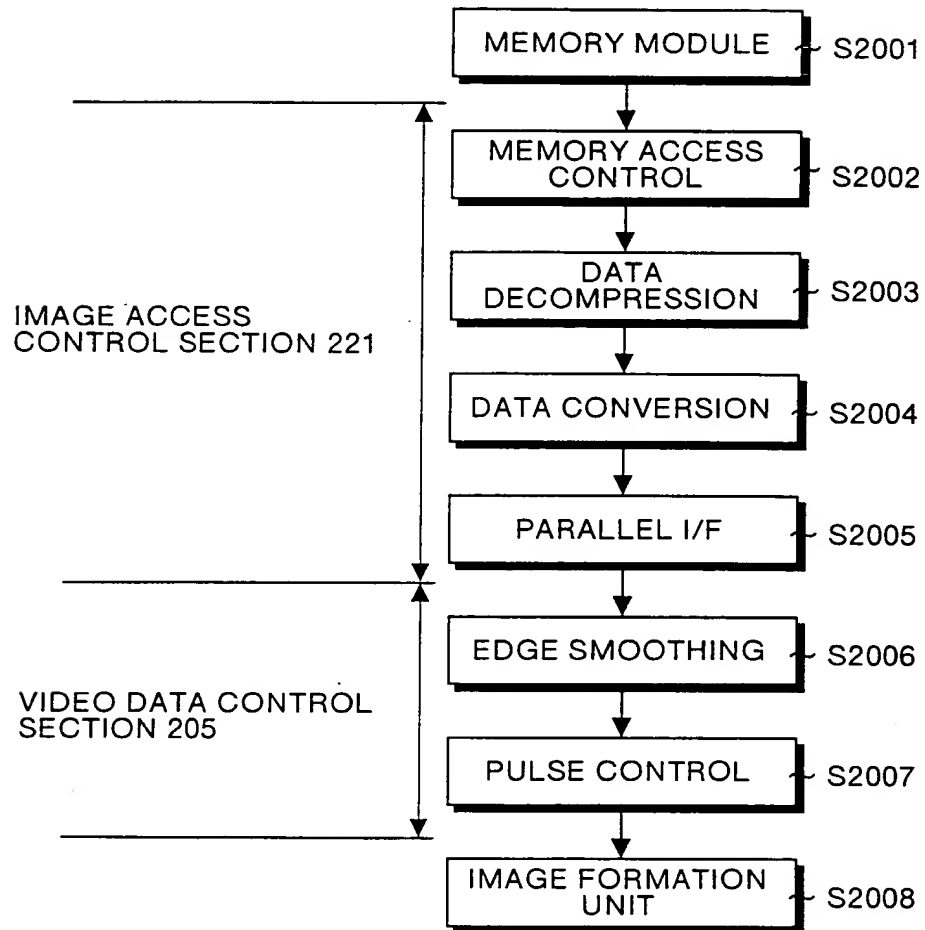 MEMORY MODULE
S2001
MEMORY ACCESS
CONTROL
S2002
DATA
DECOMPRESSION
S2003
IMAGE ACCESS
CONTROL SECTION 221
DATA CONVERSION
S2004
PARALLEL I/F
S2005
EDGE SMOOTHING
S2006
VIDEO DATA CONTROL
SECTION 205
PULSE CONTROL
S2007
IMAGE FORMATION
UNIT
S2008